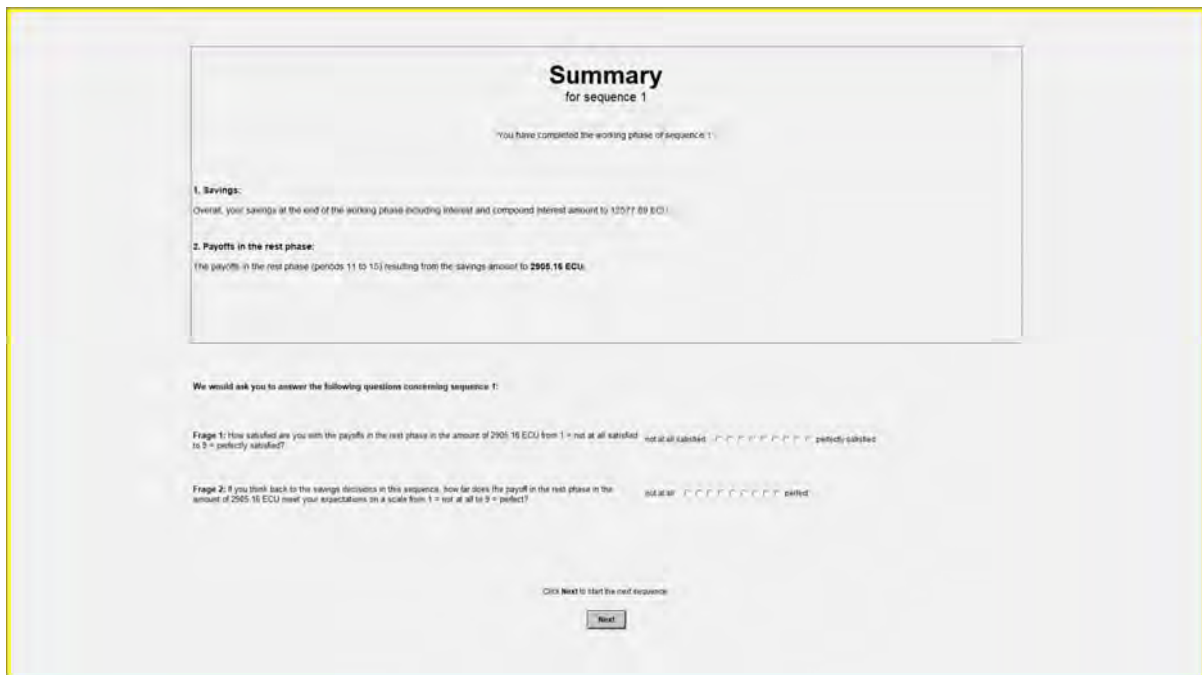 Summary
for sequence 1
You have completed the working phase of sequence 1.
1. Savings:
Overall, your savings at the end of the working phase including interest and compound interest amount to 12577.69 ECU.
2. Payoffs in the rest phase:
The payoffs in the rest phase (periods 11 to 15) resulting from the savings amount to 2905.16 ECU.
We would ask you to answer the following questions concerning sequence 1:
Frage 1: How satisfied are you with the payoffs in the rest phase in the amount of 2905.16 ECU from 1 = not at all satisfied
to 9 = perfectly satisfied?
not at all satisfied perfectly satisfied
Frage 2: If you think back to the savings decisions in this sequence, how far does the payoff in the rest phase in the
amount of 2905.16 ECU meet your expectations on a scale from 1 = not at all to 9 = perfect?
not at all perfect
Click Next to start the next sequence
Next